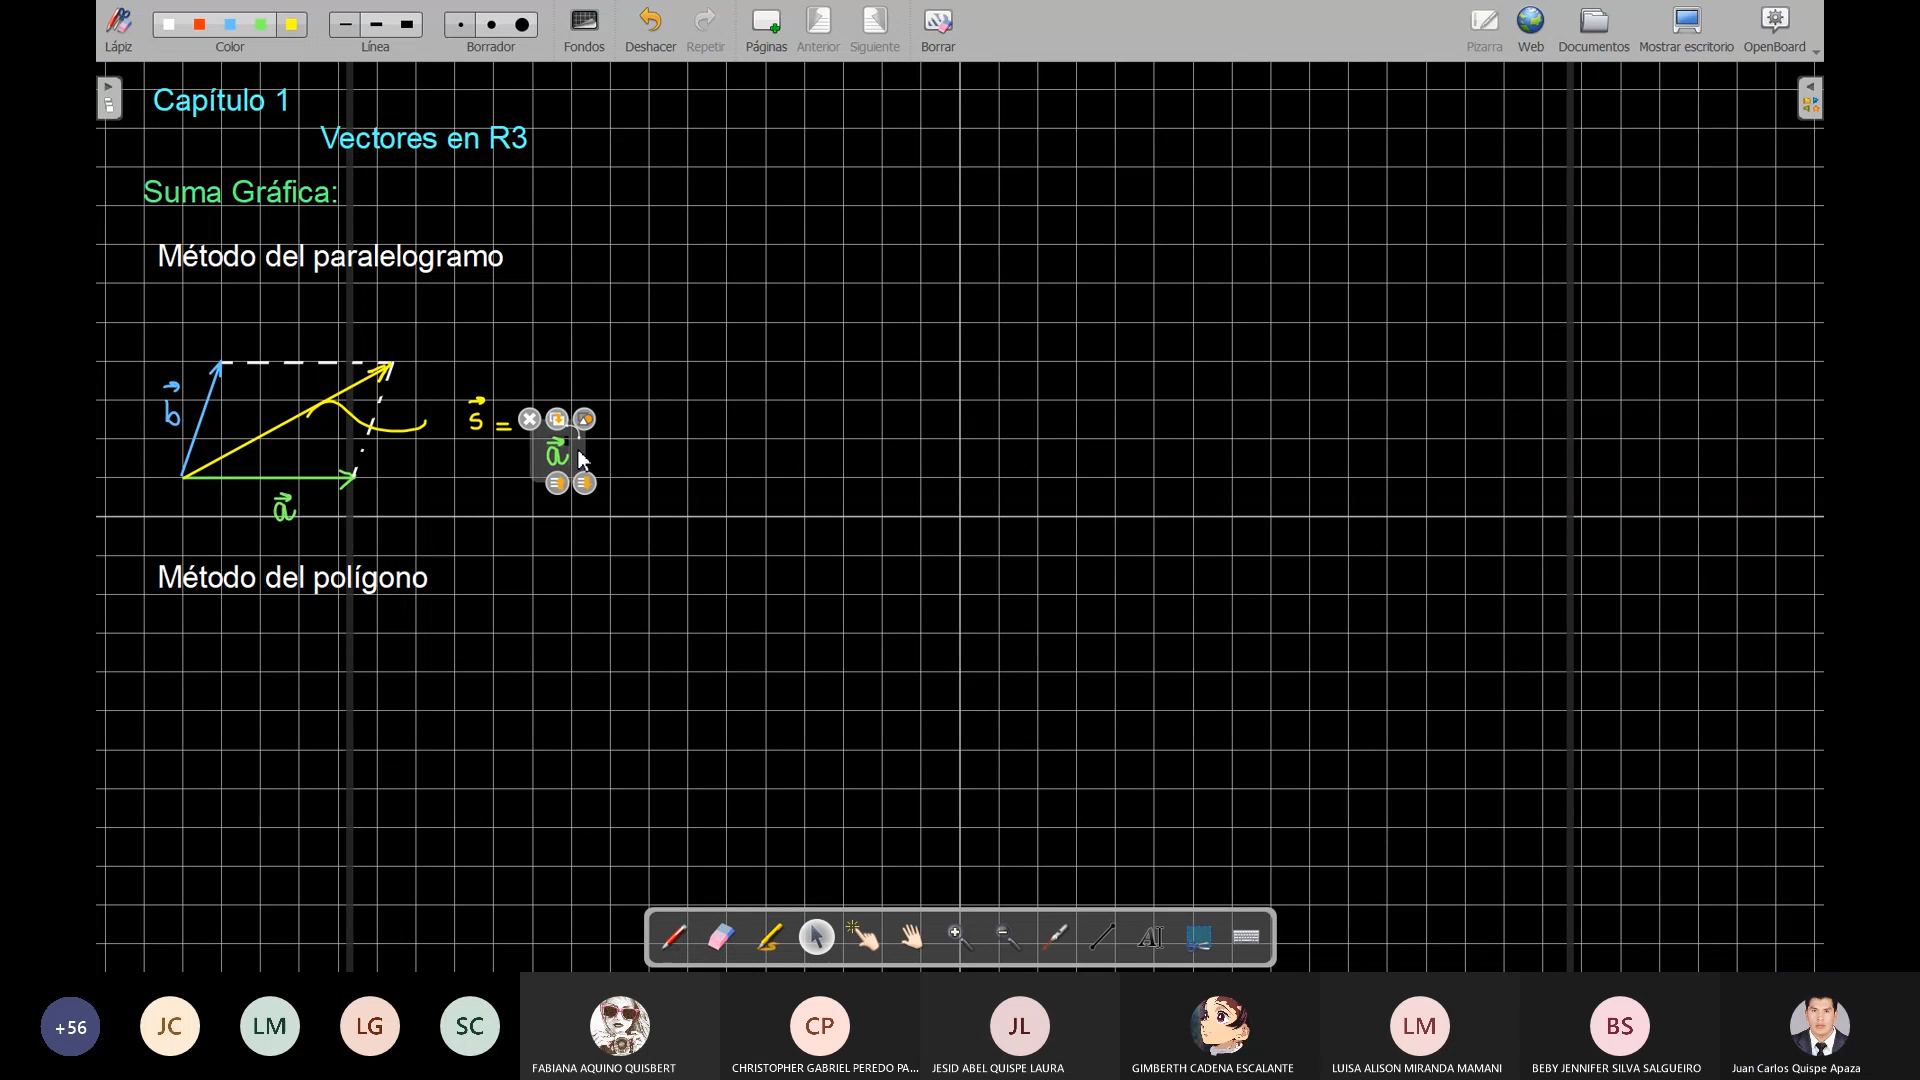 Lápiz Color Línea Borrador Fondos Deshacer Repetir Páginas Anterior Siguiente Borrar Pizarra Web Documentos Mostrar escritorio OpenBoard
Capítulo 1
Vectores en R3
Suma Gráfica:
Método del paralelogramo
b⃗
s⃗ = a⃗
a⃗
Método del polígono
+56 JC LM LG SC CP JL LM BS
FABIANA AQUINO QUISBERT CHRISTOPHER GABRIEL PEREDO PA... JESID ABEL QUISPE LAURA GIMBERTH CADENA ESCALANTE LUISA ALISON MIRANDA MAMANI BEBY JENNIFER SILVA SALGUEIRO Juan Carlos Quispe Apaza